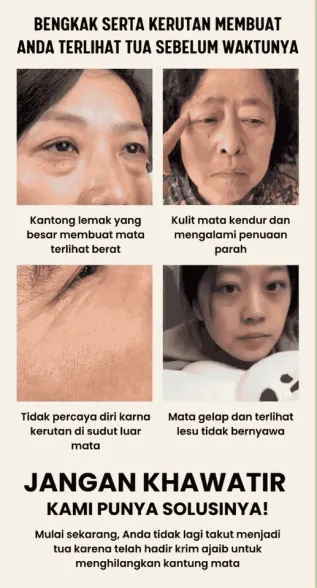 BENGKAK SERTA KERUTAN MEMBUAT
ANDA TERLIHAT TUA SEBELUM WAKTUNYA
Kantong lemak yang
besar membuat mata
terlihat berat
Kulit mata kendur dan
mengalami penuaan
parah
Tidak percaya diri karna
kerutan di sudut luar
mata
Mata gelap dan terlihat
lesu tidak bernyawa
JANGAN KHAWATIR
KAMI PUNYA SOLUSINYA!
Mulai sekarang, Anda tidak lagi takut menjadi
tua karena telah hadir krim ajaib untuk
menghilangkan kantung mata